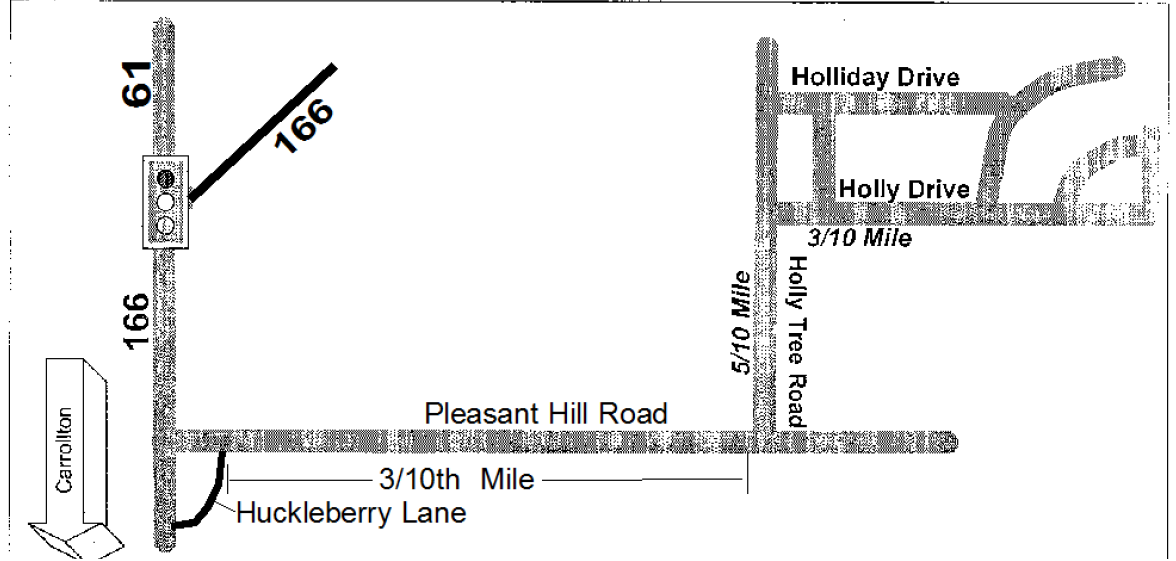 61
166
Holliday Drive
Holly Drive
3/10 Mile
166
5/10 Mile
Holly Tree Road
Carrollton
Pleasant Hill Road
3/10th Mile
Huckleberry Lane